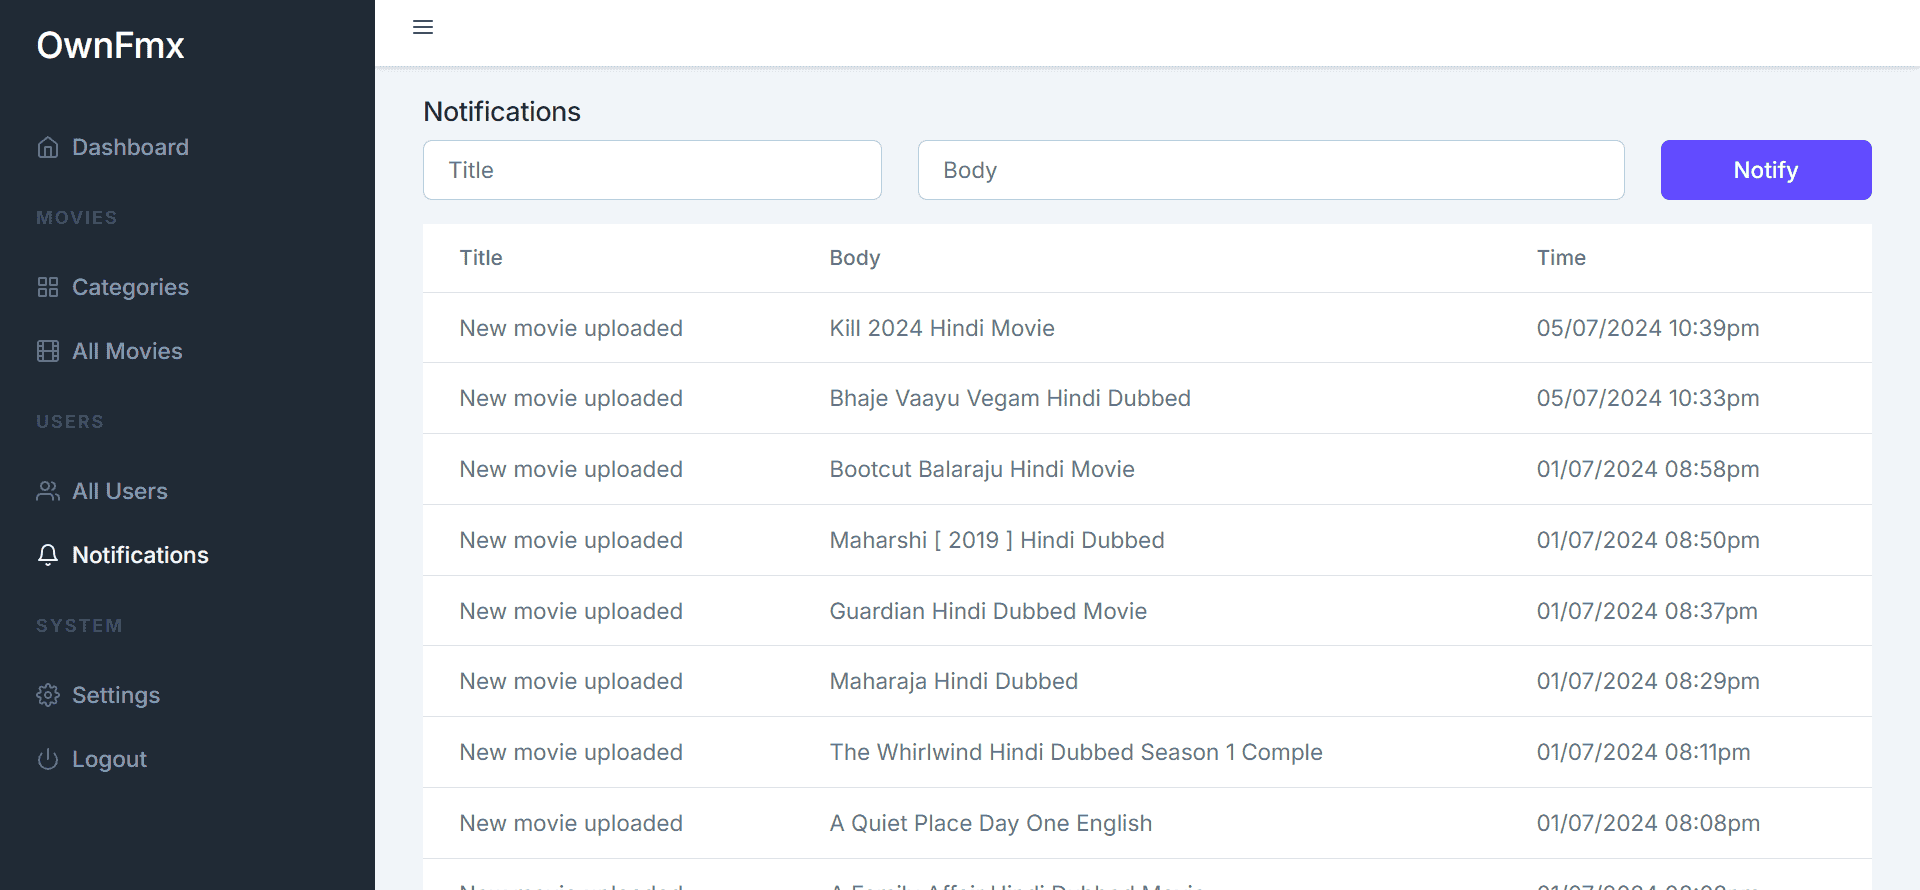 OwnFmx
Dashboard
MOVIES
Categories
All Movies
USERS
All Users
Notifications
SYSTEM
Settings
Logout
Notifications
Title Body Notify
Title Body Time
New movie uploaded Kill 2024 Hindi Movie 05/07/2024 10:39pm
New movie uploaded Bhaje Vaayu Vegam Hindi Dubbed 05/07/2024 10:33pm
New movie uploaded Bootcut Balaraju Hindi Movie 01/07/2024 08:58pm
New movie uploaded Maharshi [ 2019 ] Hindi Dubbed 01/07/2024 08:50pm
New movie uploaded Guardian Hindi Dubbed Movie 01/07/2024 08:37pm
New movie uploaded Maharaja Hindi Dubbed 01/07/2024 08:29pm
New movie uploaded The Whirlwind Hindi Dubbed Season 1 Comple 01/07/2024 08:11pm
New movie uploaded A Quiet Place Day One English 01/07/2024 08:08pm